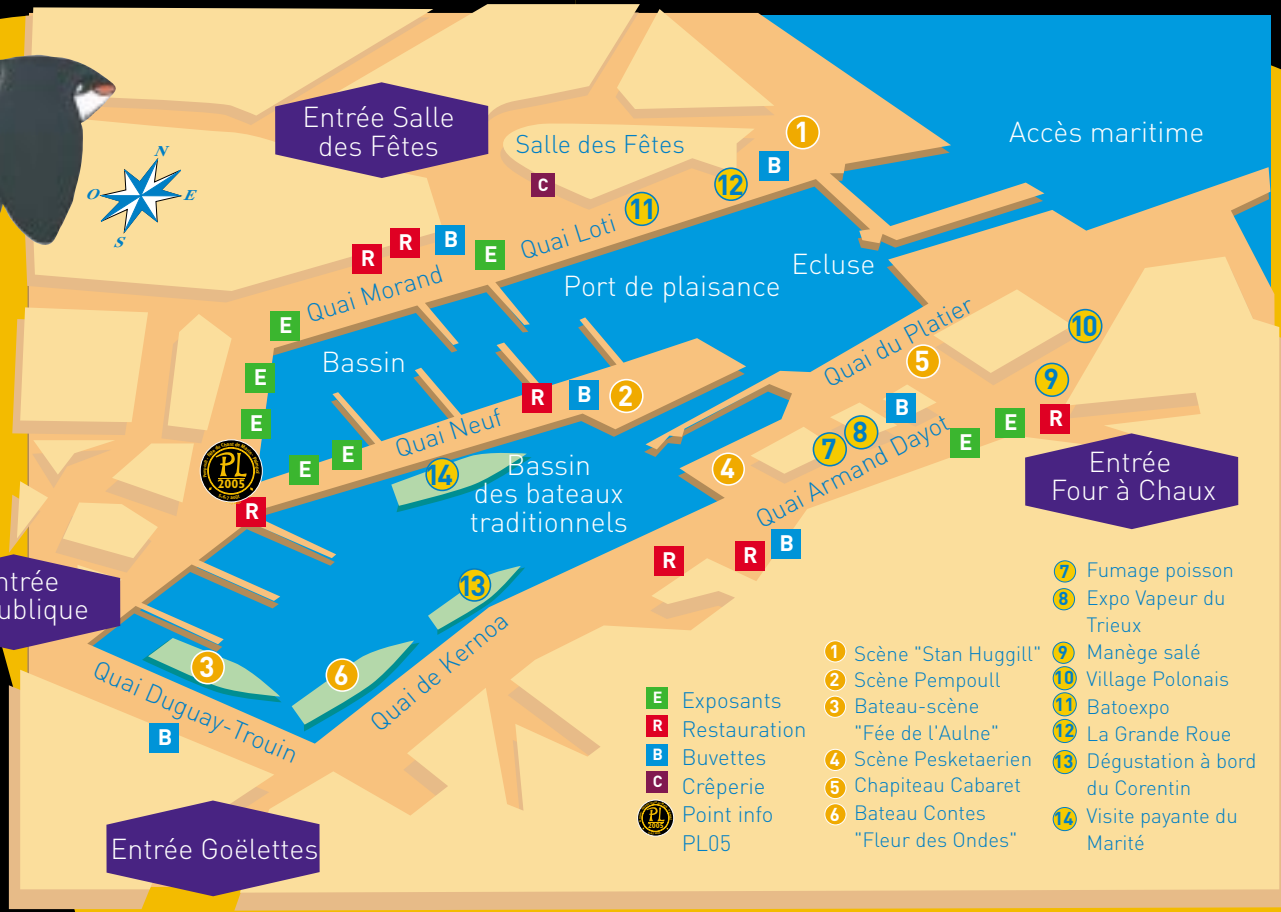 Entrée Salle
des Fêtes
Salle des Fêtes
1
Accès maritime
N
O
E
S
C
B
12
11
Quai Loti
R
R
B
E
Quai Morand
Port de plaisance
Ecluse
E
Bassin
Quai du Platier
10
5
9
E
R
B
2
B
E
R
E
Quai Neuf
8
7
E
PL
2005
E
E
14
Bassin
des bateaux
traditionnels
4
Quai Armand Dayot
Entrée
Four à Chaux
R
B
R
R
13
ntrée
ublique
3
6
Quai de Kernoa
Quai Duguay-Trouin
B
Entrée Goëlettes
E Exposants
R Restauration
B Buvettes
C Crêperie
PL
2005
Point info
PL05
1 Scène "Stan Huggill"
2 Scène Pempoull
3 Bateau-scène
"Fée de l'Aulne"
4 Scène Pesketaerien
5 Chapiteau Cabaret
6 Bateau Contes
"Fleur des Ondes"
7 Fumage poisson
8 Expo Vapeur du
Trieux
9 Manège salé
10 Village Polonais
11 Batoexpo
12 La Grande Roue
13 Dégustation à bord
du Corentin
14 Visite payante du
Marité